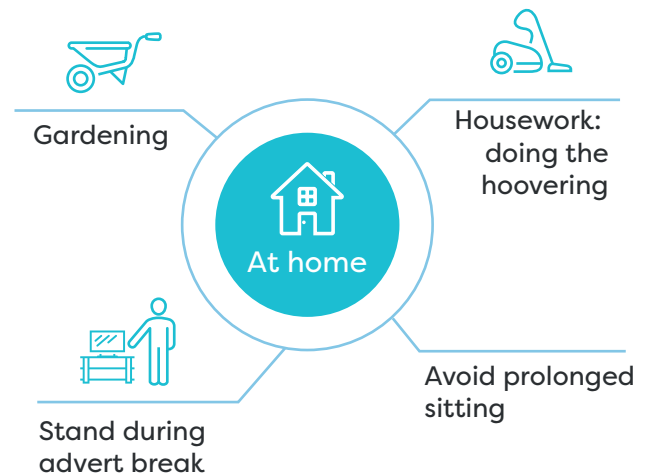 Gardening
Housework:
doing the
hoovering
At home
Stand during
advert break
Avoid prolonged
sitting